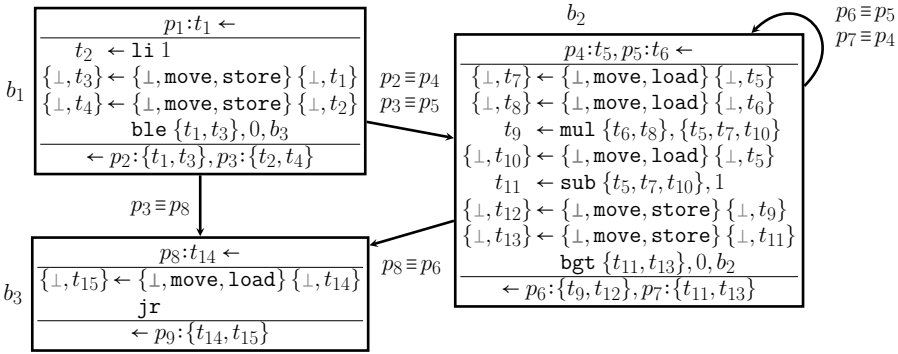 b₁
p₁:t₁ ←
t₂ ← li 1
{⊥, t₃} ← {⊥, move, store} {⊥, t₁}
{⊥, t₄} ← {⊥, move, store} {⊥, t₂}
ble {t₁, t₃}, 0, b₃
← p₂:{t₁, t₃}, p₃:{t₂, t₄}
p₂ ≡ p₄
p₃ ≡ p₅
b₂
p₆ ≡ p₅
p₇ ≡ p₄
p₄:t₅, p₅:t₆ ←
{⊥, t₇} ← {⊥, move, load} {⊥, t₅}
{⊥, t₈} ← {⊥, move, load} {⊥, t₆}
t₉ ← mul {t₆, t₈}, {t₅, t₇, t₁₀}
{⊥, t₁₀} ← {⊥, move, load} {⊥, t₅}
t₁₁ ← sub {t₅, t₇, t₁₀}, 1
{⊥, t₁₂} ← {⊥, move, store} {⊥, t₉}
{⊥, t₁₃} ← {⊥, move, store} {⊥, t₁₁}
bgt {t₁₁, t₁₃}, 0, b₂
← p₆:{t₉, t₁₂}, p₇:{t₁₁, t₁₃}
p₃ ≡ p₈
p₈ ≡ p₆
b₃
p₈:t₁₄ ←
{⊥, t₁₅} ← {⊥, move, load} {⊥, t₁₄}
jr
← p₉:{t₁₄, t₁₅}